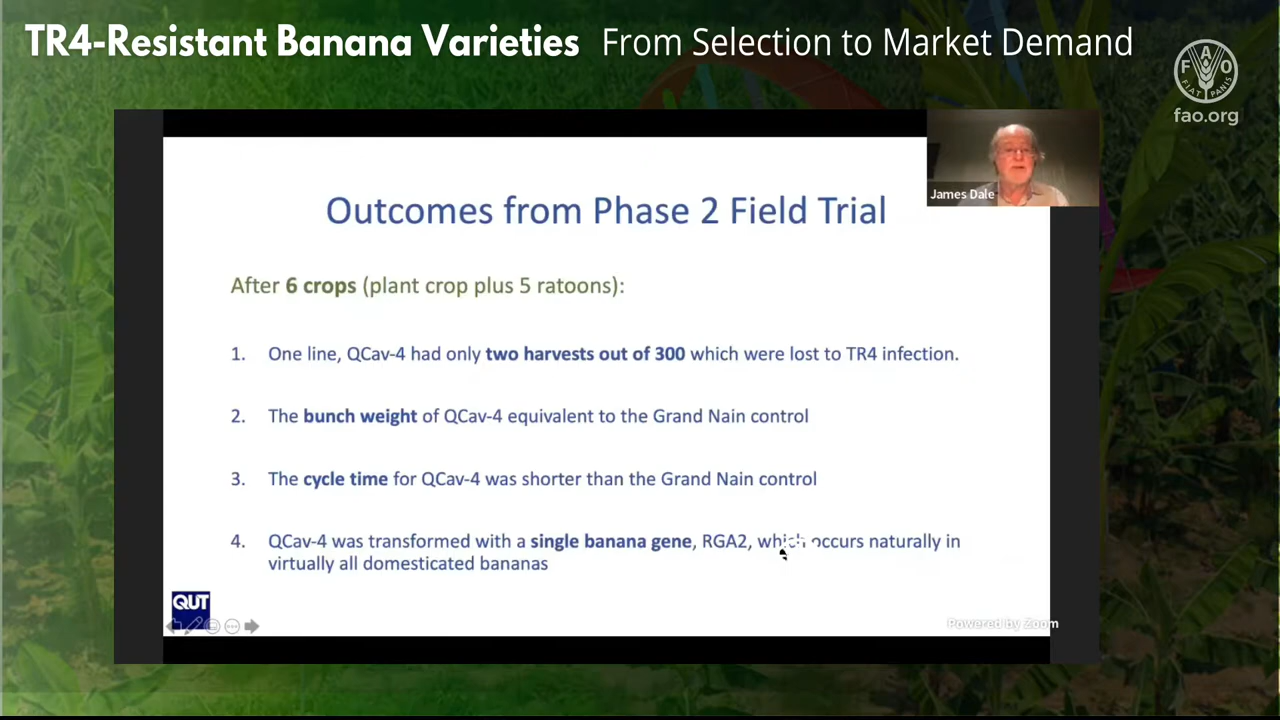 TR4-Resistant Banana Varieties From Selection to Market Demand
F A O
FIAT PANIS
fao.org
James Dale
Outcomes from Phase 2 Field Trial
After 6 crops (plant crop plus 5 ratoons):
1. One line, QCav-4 had only two harvests out of 300 which were lost to TR4 infection.
2. The bunch weight of QCav-4 equivalent to the Grand Nain control
3. The cycle time for QCav-4 was shorter than the Grand Nain control
4. QCav-4 was transformed with a single banana gene, RGA2, which occurs naturally in
virtually all domesticated bananas
QUT
Powered by Zoom